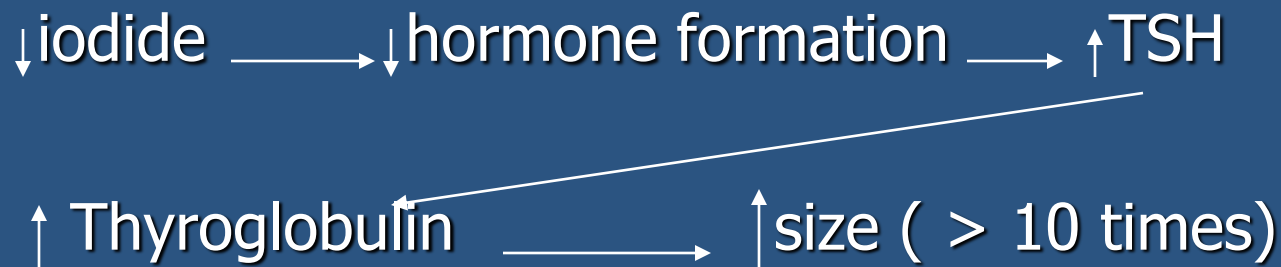 ↓iodide → ↓hormone formation → ↑TSH
↑ Thyroglobulin → ↑size ( > 10 times)